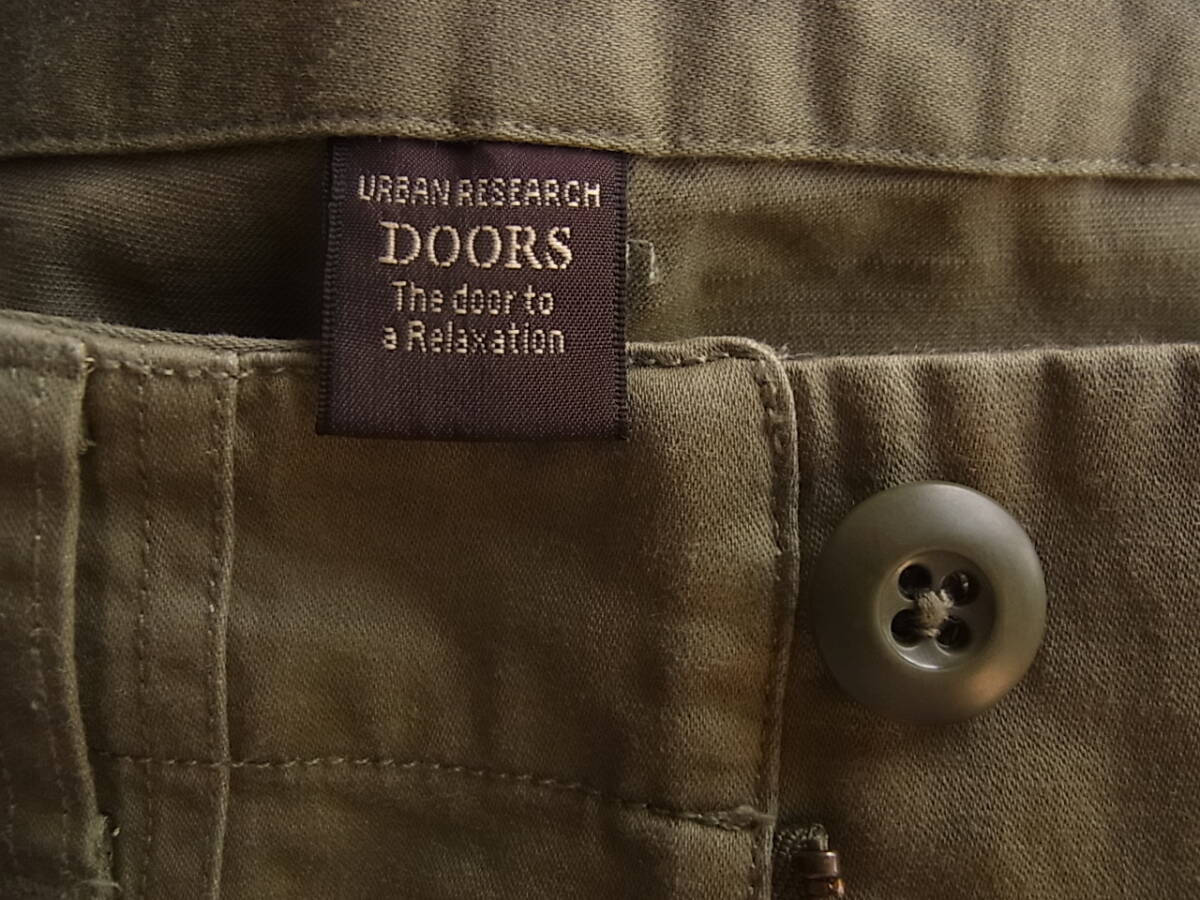 URBAN RESEARCH
DOORS
The door to
a Relaxation